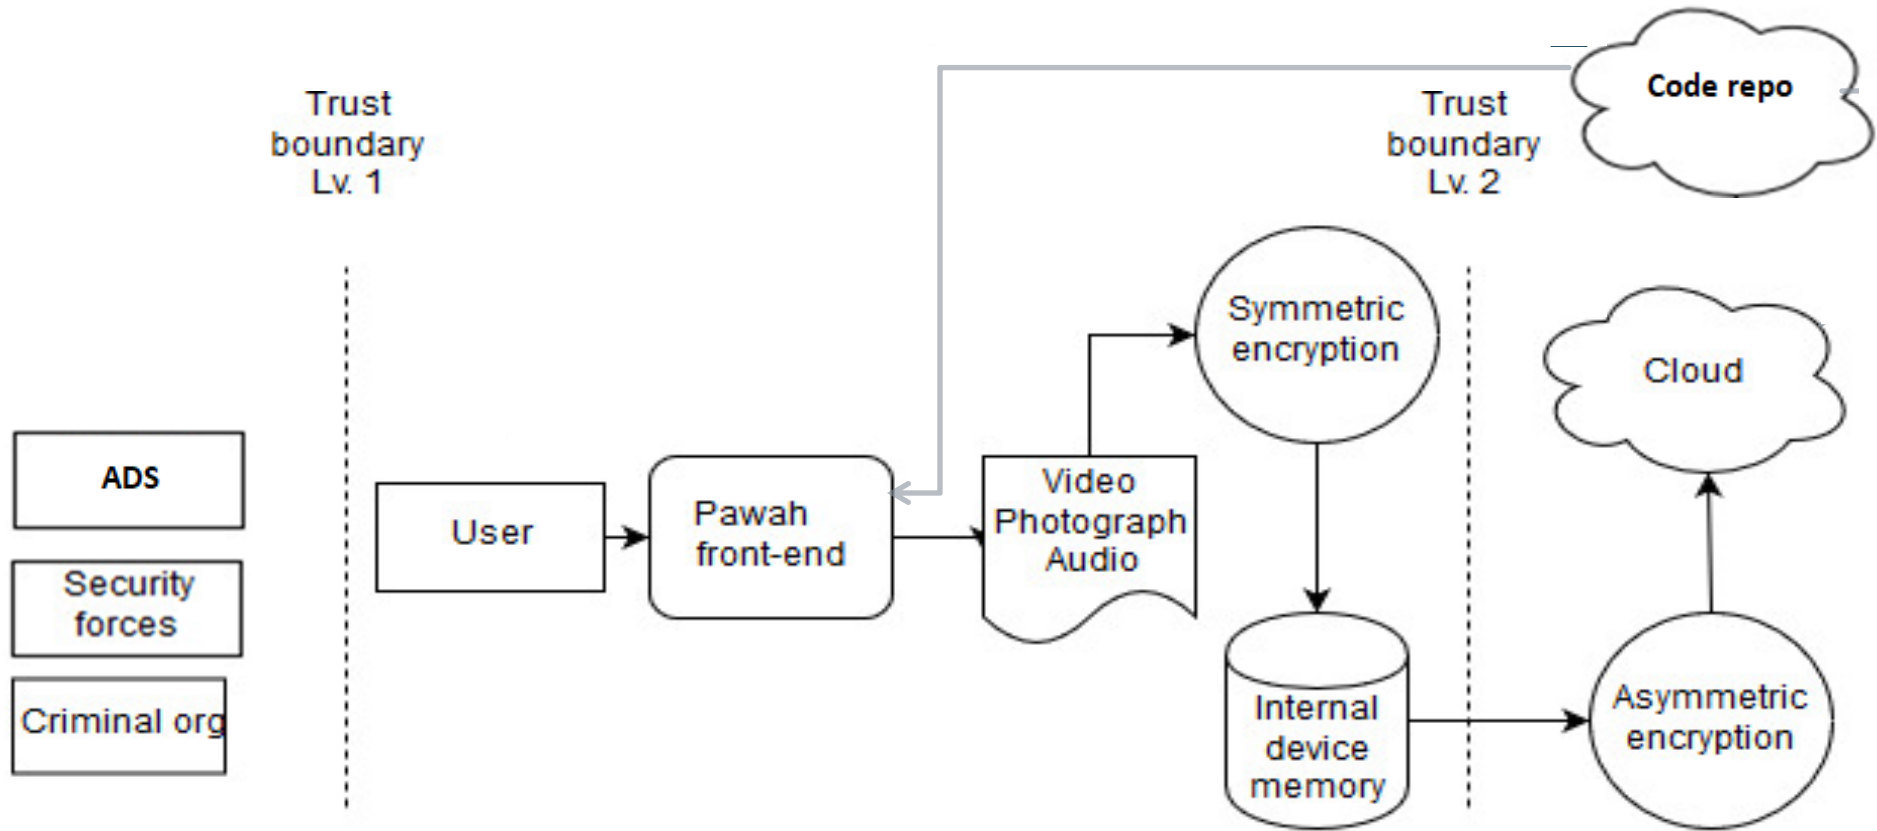 Code repo
Trust
boundary
Lv. 1
Trust
boundary
Lv. 2
Symmetric
encryption
Cloud
ADS
User
Pawah
front-end
Video
Photograph
Audio
Security
forces
Criminal org
Internal
device
memory
Asymmetric
encryption